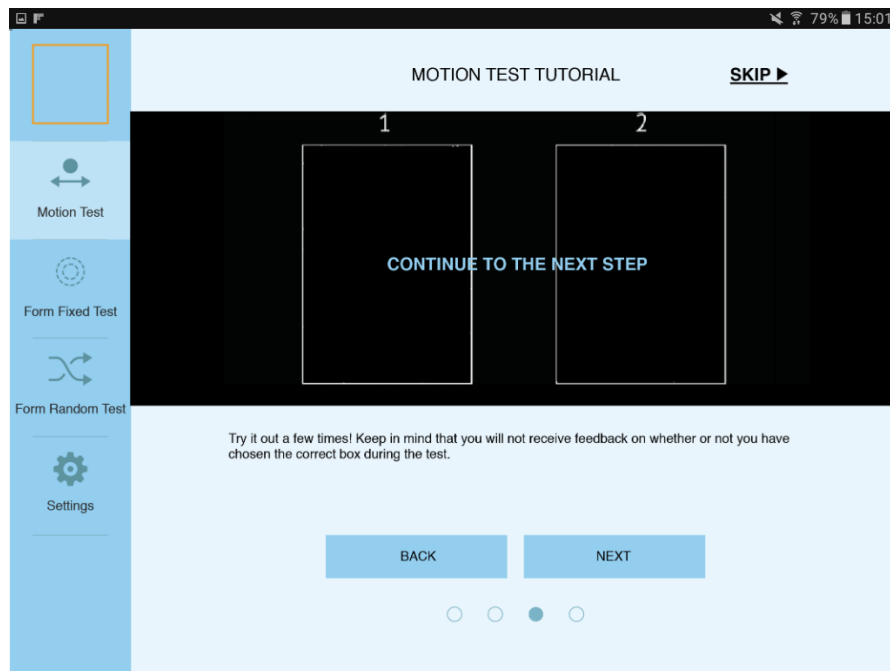 79% 15:01
MOTION TEST TUTORIAL
SKIP
1
2
Motion Test
CONTINUE TO THE NEXT STEP
Form Fixed Test
Form Random Test
Try it out a few times! Keep in mind that you will not receive feedback on whether or not you have
chosen the correct box during the test.
Settings
BACK
NEXT